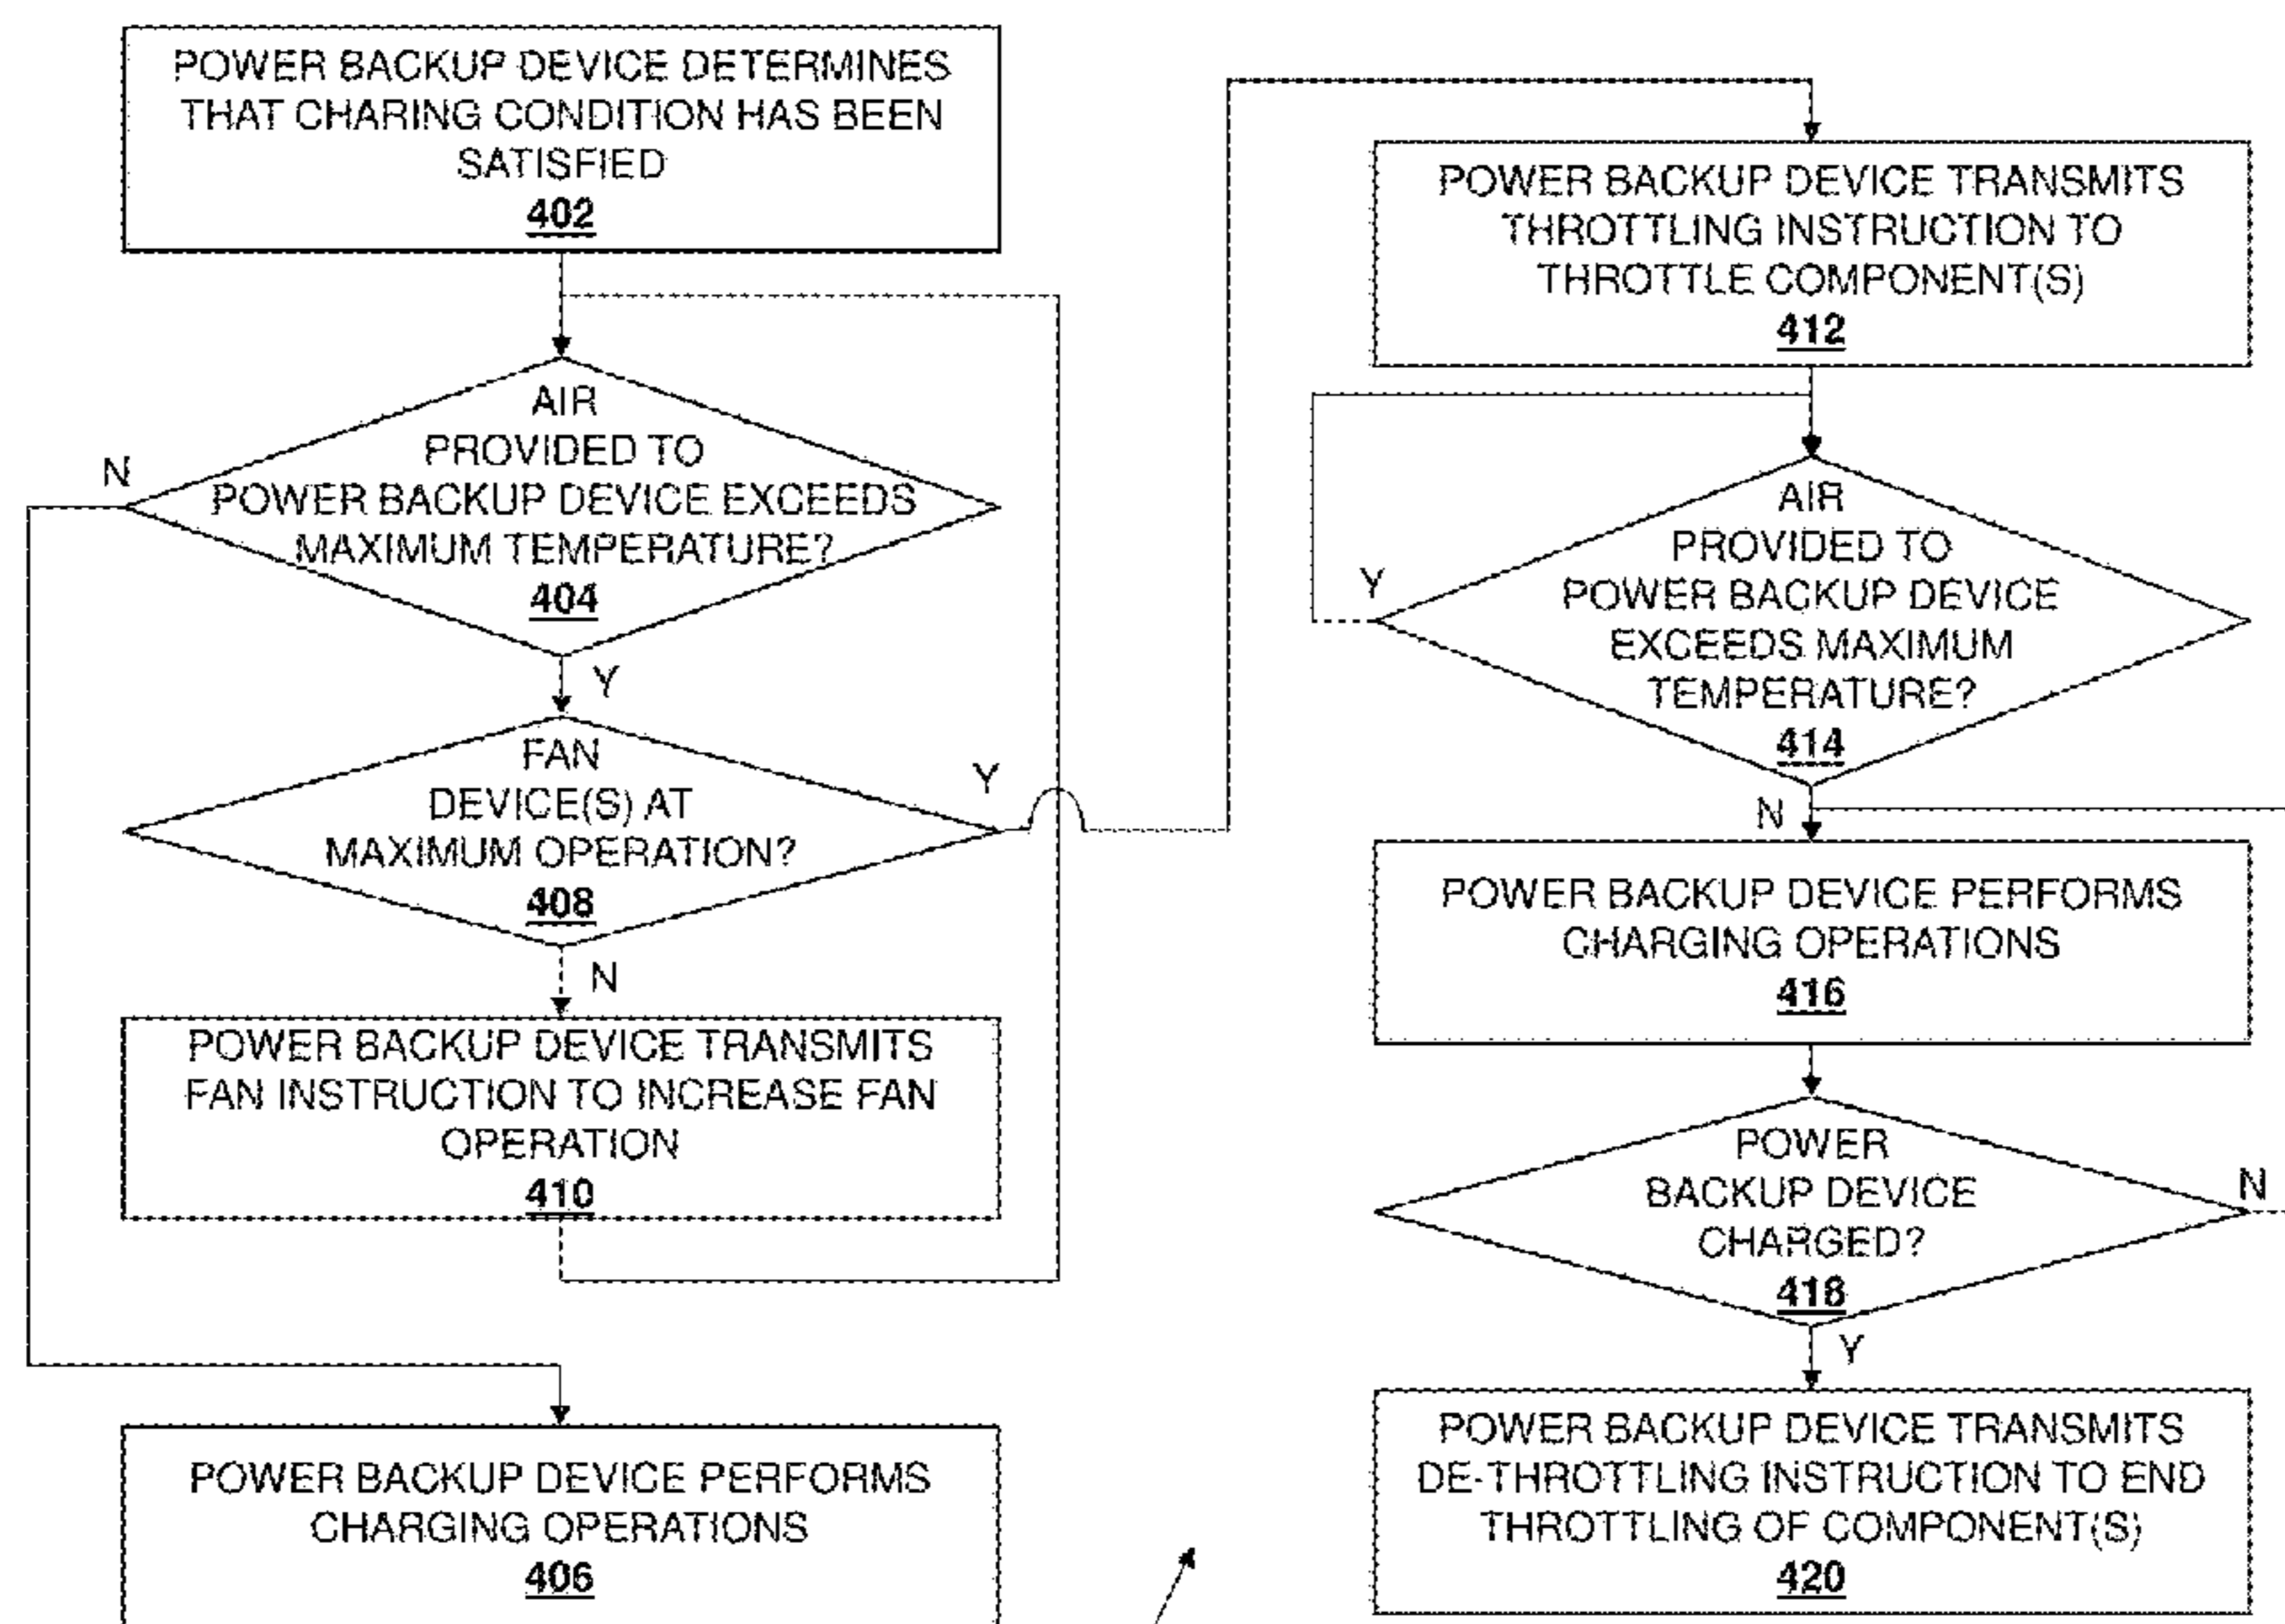 POWER BACKUP DEVICE DETERMINES
THAT CHARING CONDITION HAS BEEN
SATISFIED
402
AIR
PROVIDED TO
POWER BACKUP DEVICE EXCEEDS
MAXIMUM TEMPERATURE?
404
N
Y
FAN
DEVICE(S) AT
MAXIMUM OPERATION?
408
Y
N
POWER BACKUP DEVICE TRANSMITS
FAN INSTRUCTION TO INCREASE FAN
OPERATION
410
POWER BACKUP DEVICE PERFORMS
CHARGING OPERATIONS
406
POWER BACKUP DEVICE TRANSMITS
THROTTLING INSTRUCTION TO
THROTTLE COMPONENT(S)
412
AIR
PROVIDED TO
POWER BACKUP DEVICE
EXCEEDS MAXIMUM
TEMPERATURE?
414
Y
N
POWER BACKUP DEVICE PERFORMS
CHARGING OPERATIONS
416
POWER
BACKUP DEVICE
CHARGED?
418
N
Y
POWER BACKUP DEVICE TRANSMITS
DE-THROTTLING INSTRUCTION TO END
THROTTLING OF COMPONENT(S)
420